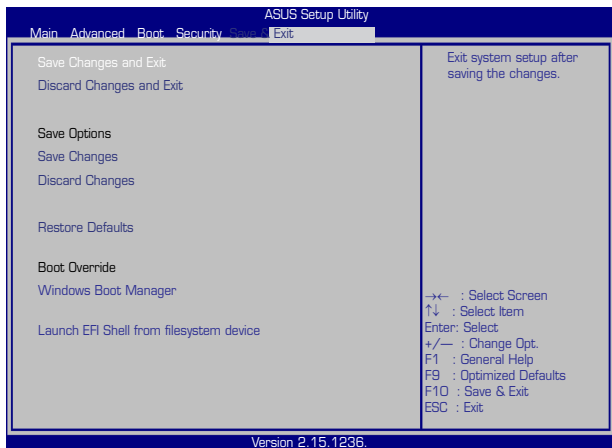 ASUS Setup Utility
Main Advanced Boot Security Save & Exit
Save Changes and Exit
Discard Changes and Exit
Save Options
Save Changes
Discard Changes
Restore Defaults
Boot Override
Windows Boot Manager
Launch EFI Shell from filesystem device
Exit system setup after
saving the changes.
→← : Select Screen
↑↓ : Select Item
Enter: Select
+/— : Change Opt.
F1 : General Help
F9 : Optimized Defaults
F10 : Save & Exit
ESC : Exit
Version 2.15.1236.